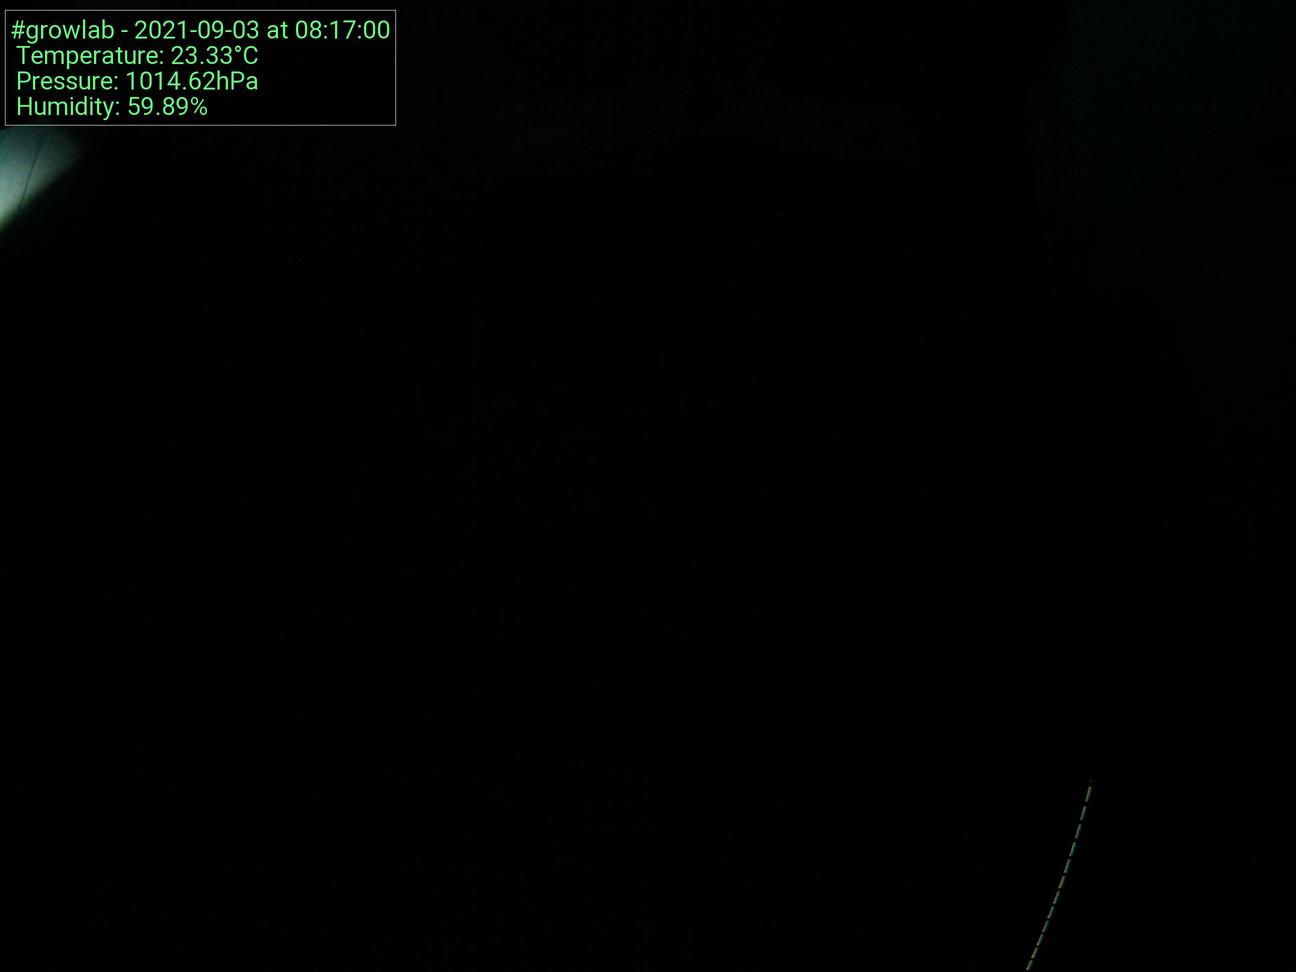 #growlab - 2021-09-03 at 08:17:00
Temperature: 23.33°C
Pressure: 1014.62hPa
Humidity: 59.89%